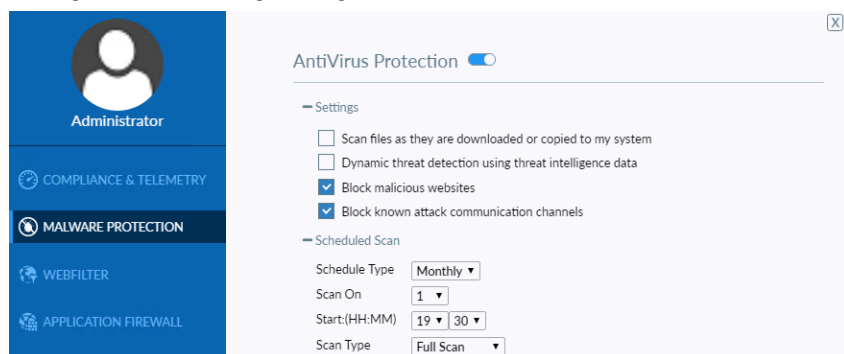 X
AntiVirus Protection
Administrator
COMPLIANCE & TELEMETRY
MALWARE PROTECTION
WEBFILTER
APPLICATION FIREWALL
Settings
Scan files as they are downloaded or copied to my system
Dynamic threat detection using threat intelligence data
Block malicious websites
Block known attack communication channels
Scheduled Scan
Schedule Type Monthly
Scan On 1
Start:(HH:MM) 19 30
Scan Type Full Scan